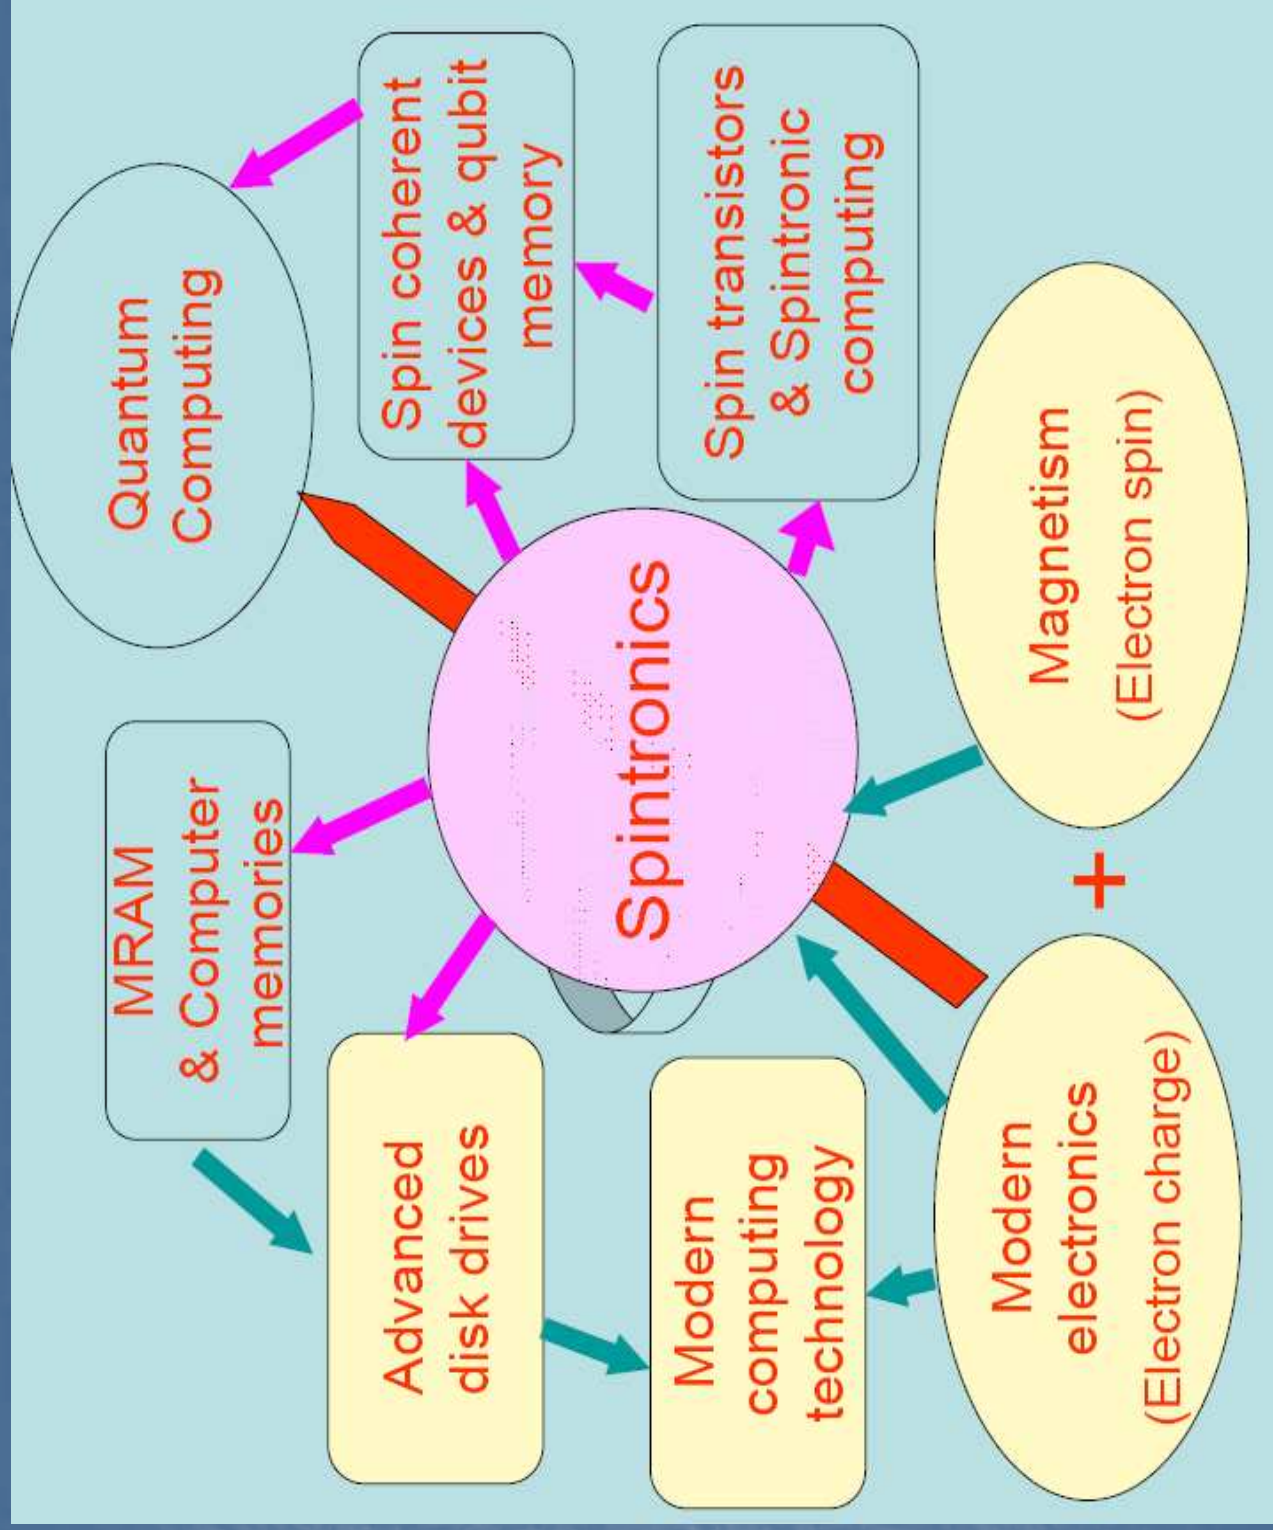 MRAM
& Computer
memories
Quantum
Computing
Advanced
disk drives
Spin coherent
devices & qubit
memory
Spintronics
Modern
computing
technology
Spin transistors
& Spintronic
computing
Modern
electronics
(Electron charge)
+
Magnetism
(Electron spin)